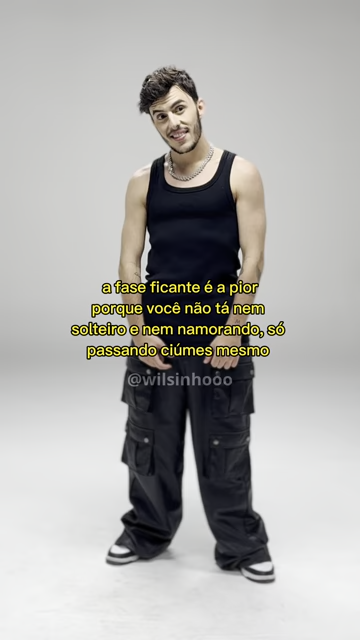 a fase ficante é a pior
porque você não tá nem
solteiro e nem namorando, só
passando ciúmes mesmo
@wilsinhooo